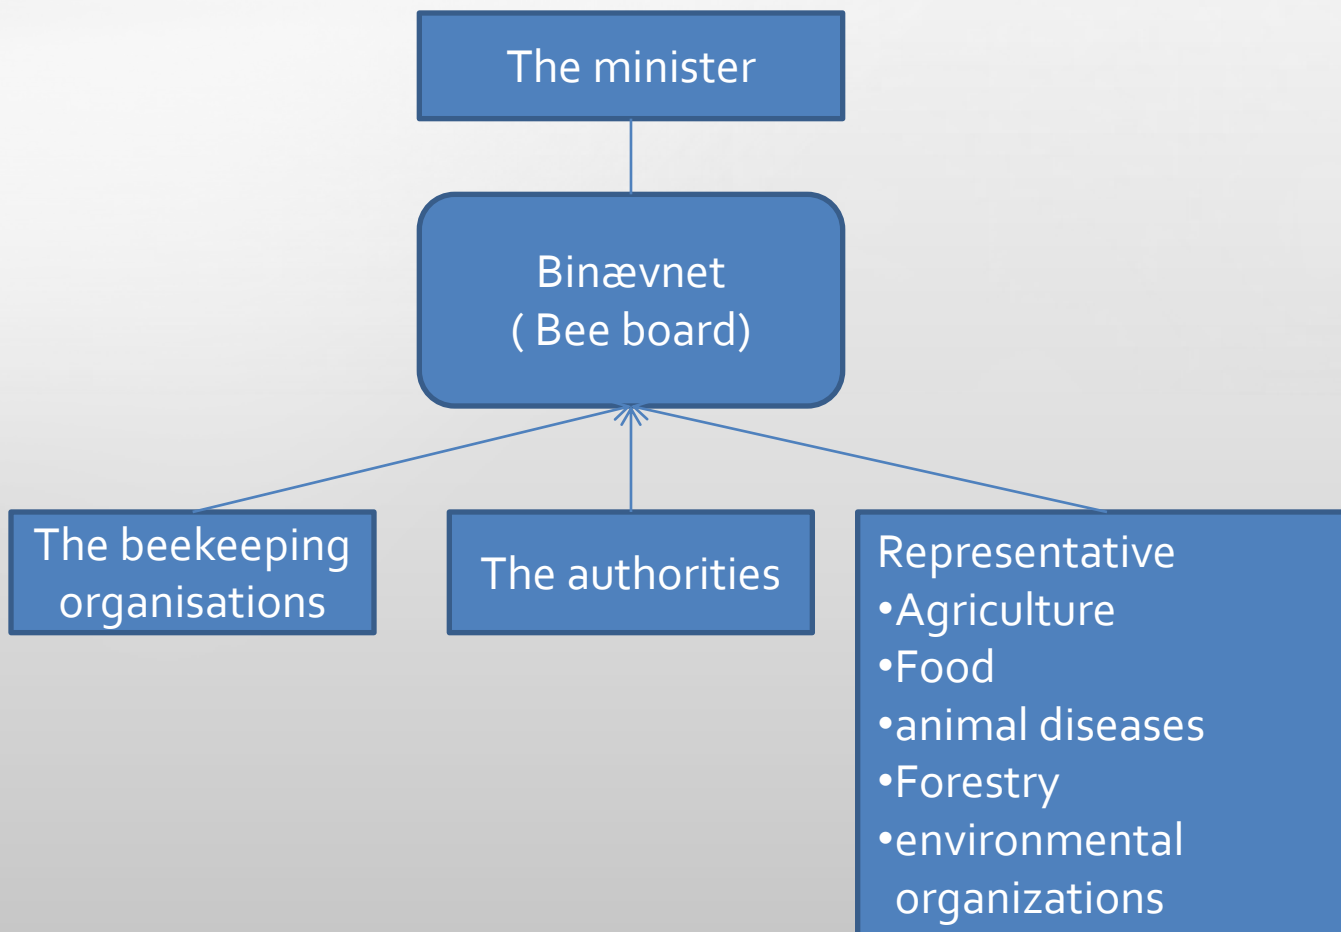 The minister
Binævnet
( Bee board)
The beekeeping
organisations
The authorities
Representative
•Agriculture
•Food
•animal diseases
•Forestry
•environmental
organizations